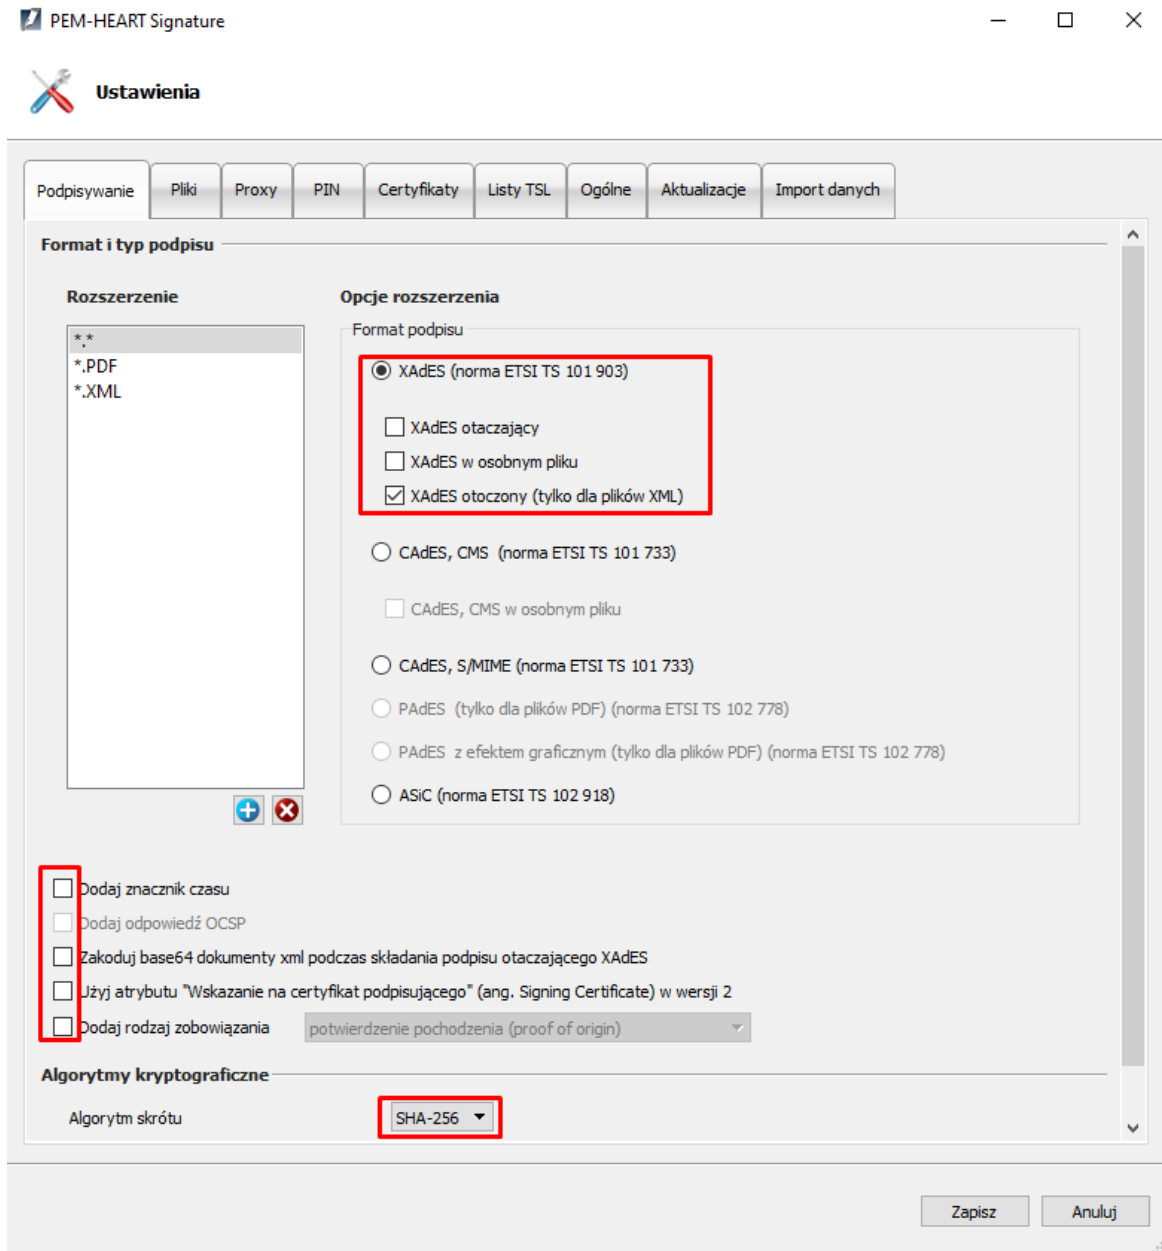 PEM-HEART Signature
Ustawienia
Podpisywanie Pliki Proxy PIN Certyfikaty Listy TSL Ogólne Aktualizacje Import danych
Format i typ podpisu
Rozszerzenie
*.*
*.PDF
*.XML
Opcje rozszerzenia
Format podpisu
XAdES (norma ETSI TS 101 903)
XAdES otaczający
XAdES w osobnym pliku
XAdES otoczony (tylko dla plików XML)
CAdES, CMS (norma ETSI TS 101 733)
CAdES, CMS w osobnym pliku
CAdES, S/MIME (norma ETSI TS 101 733)
PAdES (tylko dla plików PDF) (norma ETSI TS 102 778)
PAdES z efektem graficznym (tylko dla plików PDF) (norma ETSI TS 102 778)
ASiC (norma ETSI TS 102 918)
Dodaj znacznik czasu
Dodaj odpowiedź OCSP
Zakoduj base64 dokumenty xml podczas składania podpisu otaczającego XAdES
Użyj atrybutu "Wskazanie na certyfikat podpisującego" (ang. Signing Certificate) w wersji 2
Dodaj rodzaj zobowiązania potwierdzenie pochodzenia (proof of origin)
Algorytmy kryptograficzne
Algorytm skrótu SHA-256
Zapisz Anuluj